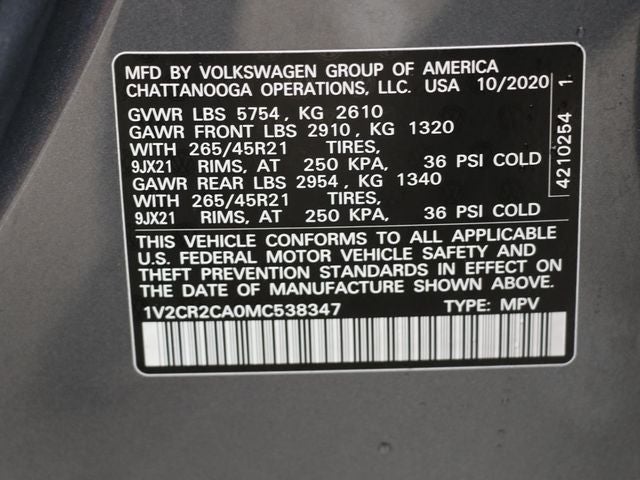 MFD BY VOLKSWAGEN GROUP OF AMERICA
CHATTANOOGA OPERATIONS, LLC. USA 10/2020
GVWR LBS 5754, KG 2610
GAWR FRONT LBS 2910, KG 1320
WITH 265/45R21 TIRES,
9JX21 RIMS, AT 250 KPA, 36 PSI COLD
GAWR REAR LBS 2954, KG 1340
WITH 265/45R21 TIRES,
9JX21 RIMS, AT 250 KPA, 36 PSI COLD
4210254 1
THIS VEHICLE CONFORMS TO ALL APPLICABLE
U.S. FEDERAL MOTOR VEHICLE SAFETY AND
THEFT PREVENTION STANDARDS IN EFFECT ON
THE DATE OF MANUFACTURE SHOWN ABOVE.
1V2CR2CA0MC538347 TYPE: MPV